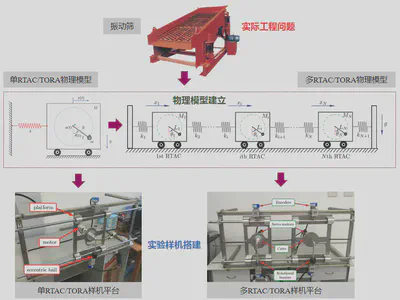 振动筛
实际工程问题
单RTAC/TORA物理模型
多RTAC/TORA物理模型
物理模型建立
1st RTAC
ith RTAC
Nth RTAC
platform
motor
eccentric ball
实验样机搭建
Encoder
Servomotors
Cams
Rotational
单RTAC/TORA样机平台
多RTAC/TORA样机平台